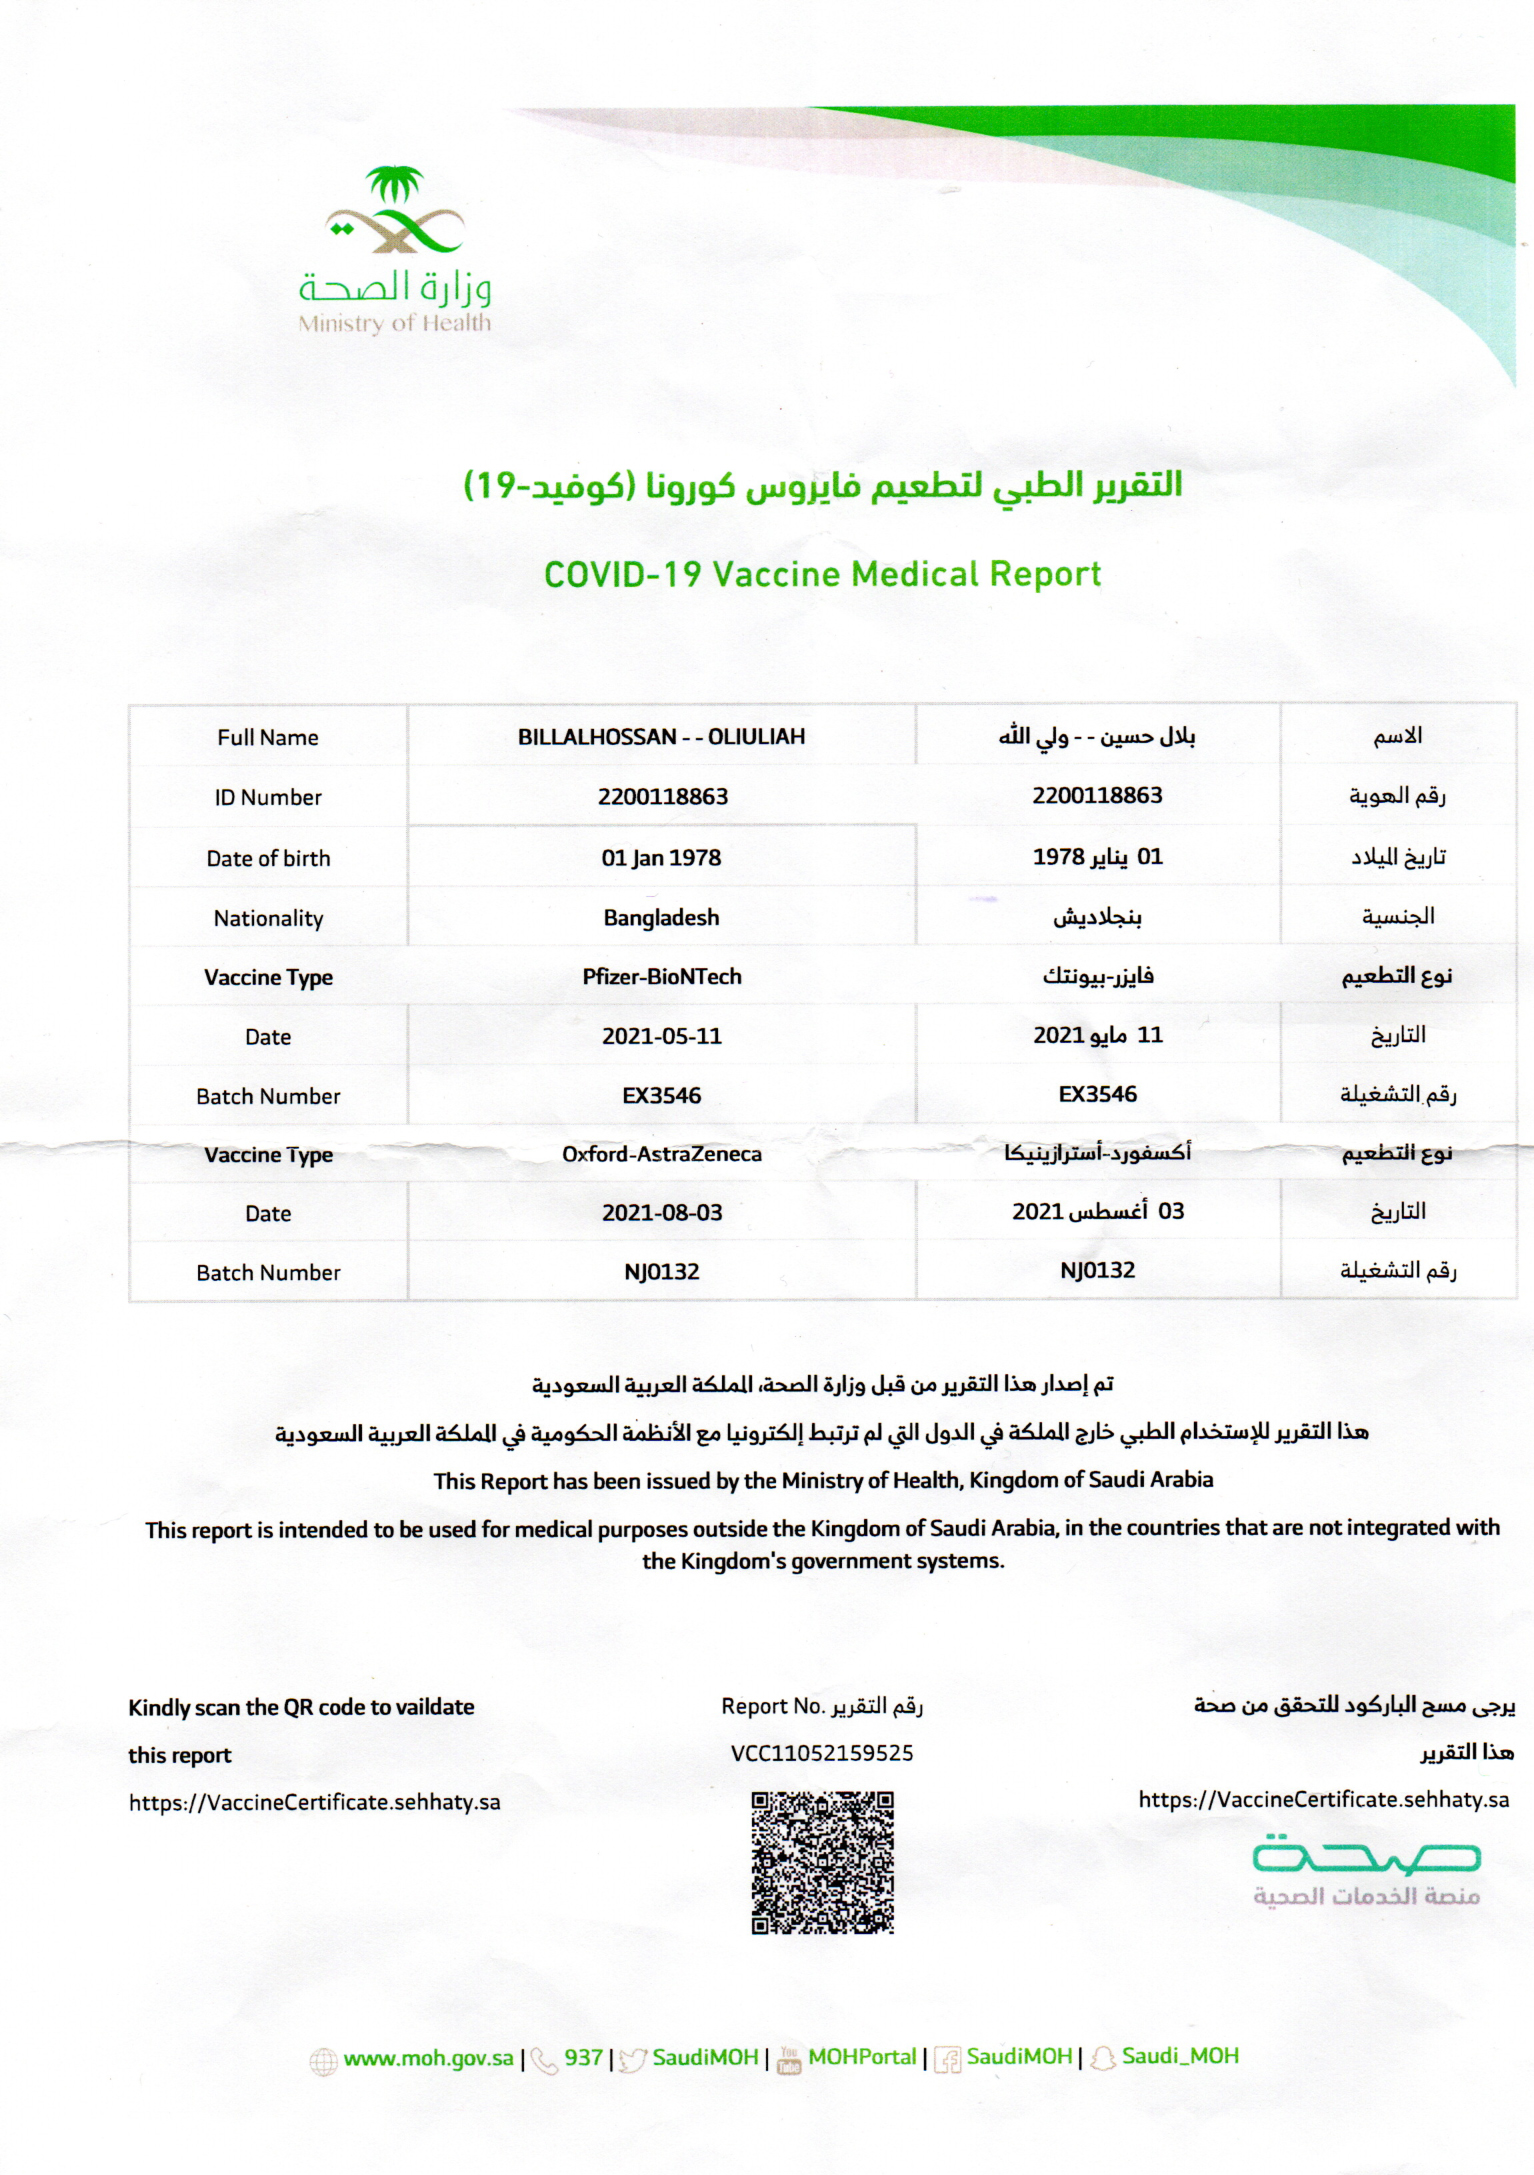 وزارة الصحة
Ministry of Health
التقرير الطبي لتطعيم فايروس كورونا (كوفيد-19)
COVID-19 Vaccine Medical Report
Full Name BILLALHOSSAN - - OLIULIAH بلال حسين - - ولي الله الاسم
ID Number 2200118863 2200118863 رقم الهوية
Date of birth 01 Jan 1978 01 يناير 1978 تاريخ الميلاد
Nationality Bangladesh بنجلاديش الجنسية
Vaccine Type Pfizer-BioNTech فايزر-بيونتك نوع التطعيم
Date 2021-05-11 11 مايو 2021 التاريخ
Batch Number EX3546 EX3546 رقم التشغيلة
Vaccine Type Oxford-AstraZeneca أكسفورد-أسترازينيكا نوع التطعيم
Date 2021-08-03 03 أغسطس 2021 التاريخ
Batch Number NJ0132 NJ0132 رقم التشغيلة
تم إصدار هذا التقرير من قبل وزارة الصحة، المملكة العربية السعودية
هذا التقرير للإستخدام الطبي خارج المملكة في الدول التي لم ترتبط إلكترونيا مع الأنظمة الحكومية في المملكة العربية السعودية
This Report has been issued by the Ministry of Health, Kingdom of Saudi Arabia
This report is intended to be used for medical purposes outside the Kingdom of Saudi Arabia, in the countries that are not integrated with
the Kingdom's government systems.
Kindly scan the QR code to vaildate Report No. رقم التقرير يرجى مسح الباركود للتحقق من صحة
this report VCC11052159525 هذا التقرير
https://VaccineCertificate.sehhaty.sa https://VaccineCertificate.sehhaty.sa
صحة
منصة الخدمات الصحية
www.moh.gov.sa | 937 | SaudiMOH | You Tube MOHPortal | SaudiMOH | Saudi_MOH